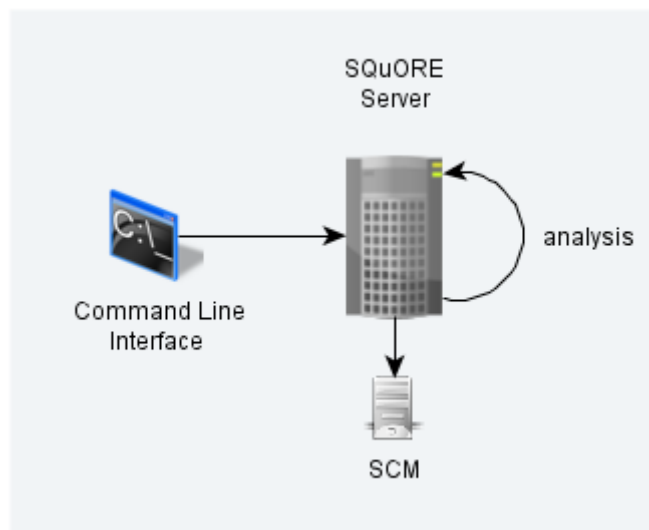 SQuORE
Server
C:\_
analysis
Command Line
Interface
SCM